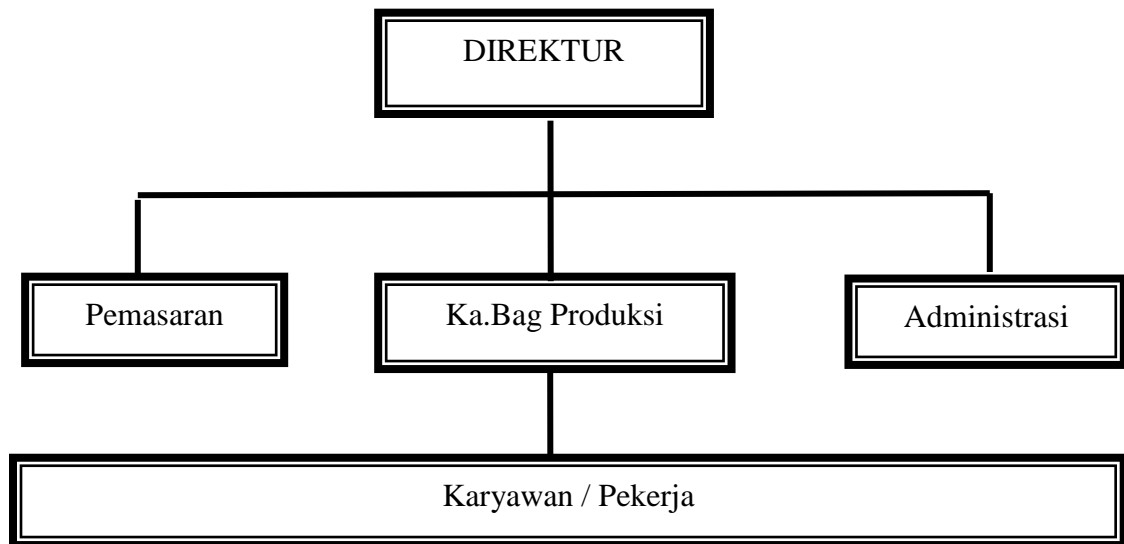 DIREKTUR
Pemasaran
Ka.Bag Produksi
Administrasi
Karyawan / Pekerja